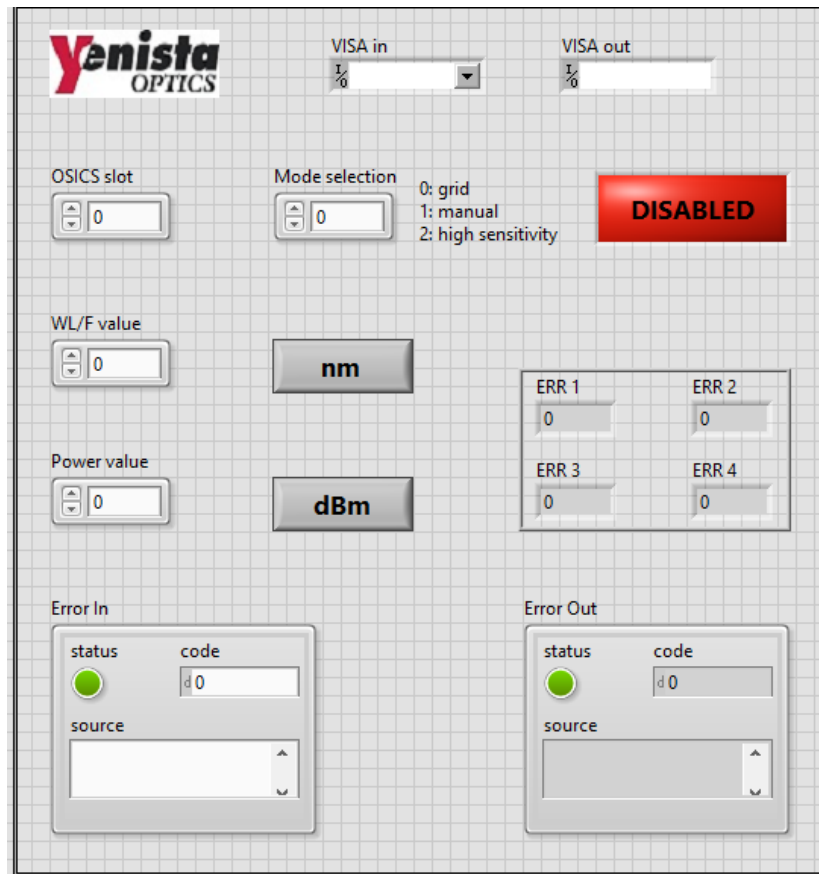 Yenista
OPTICS
VISA in
VISA out
I/O
I/O
OSICS slot
0
Mode selection
0
0: grid
1: manual
2: high sensitivity
DISABLED
WL/F value
0
nm
Power value
0
dBm
ERR 1
0
ERR 2
0
ERR 3
0
ERR 4
0
Error In
status
code
d 0
source
Error Out
status
code
d 0
source